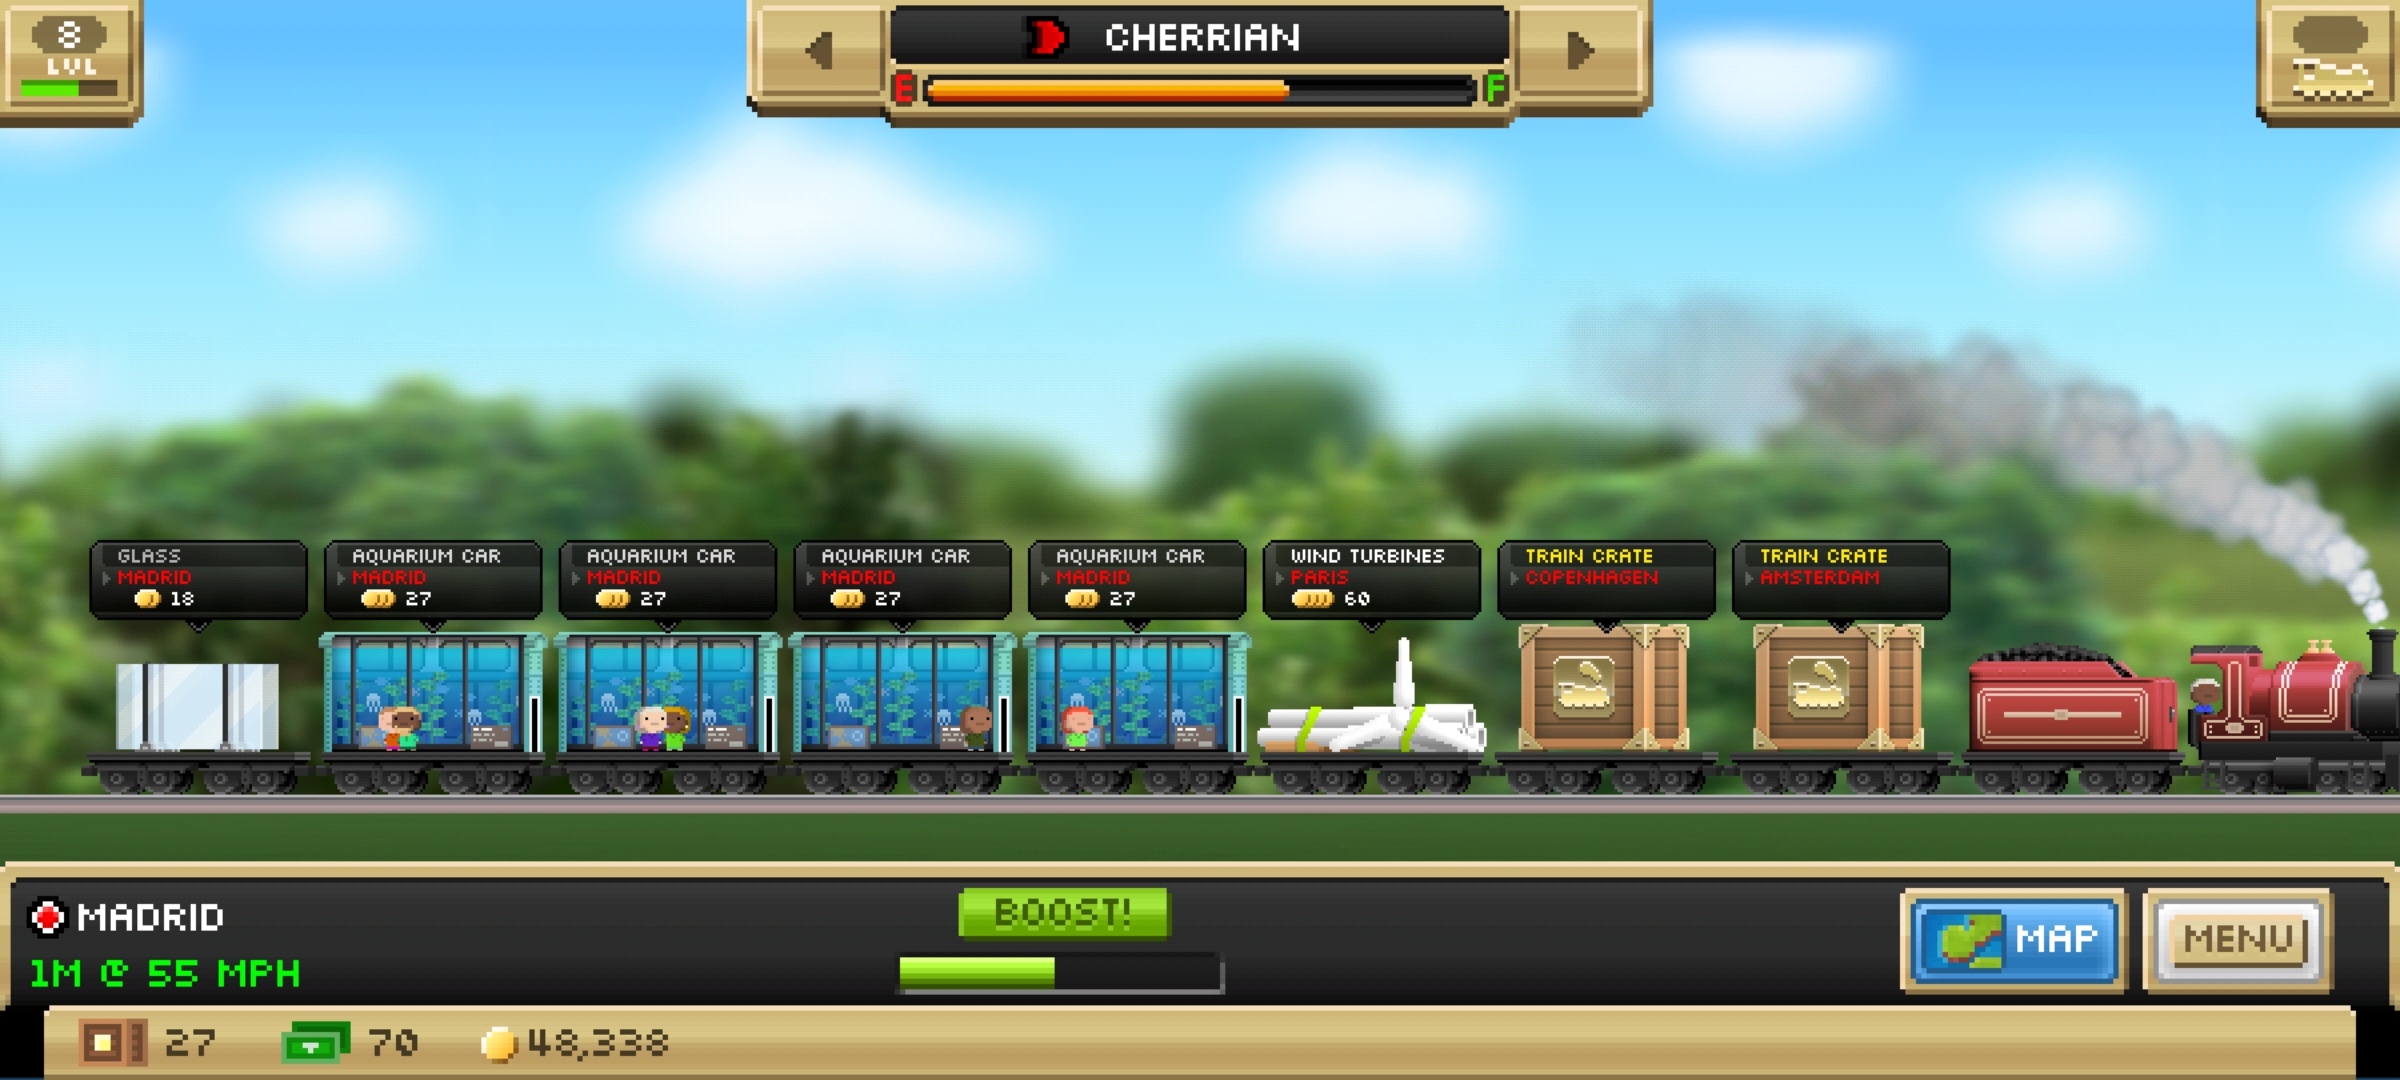 8
LVL
CHERRIAN
E F
GLASS
MADRID
18
AQUARIUM CAR
MADRID
27
AQUARIUM CAR
MADRID
27
AQUARIUM CAR
MADRID
27
AQUARIUM CAR
MADRID
27
WIND TURBINES
PARIS
60
TRAIN CRATE
COPENHAGEN
TRAIN CRATE
AMSTERDAM
MADRID
1M @ 55 MPH
BOOST!
MAP
MENU
27
70
48,338